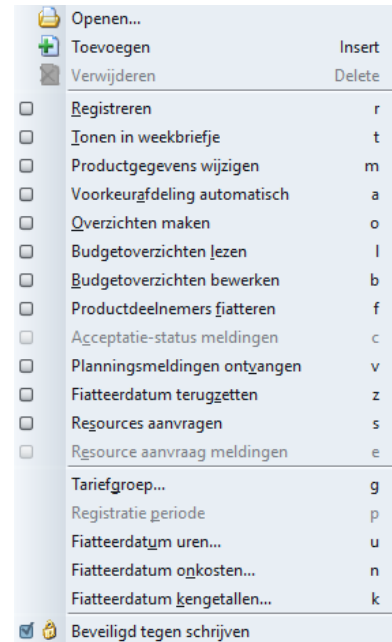 Openen...
Toevoegen Insert
Verwijderen Delete
Registreren r
Tonen in weekbriefje t
Productgegevens wijzigen m
Voorkeurafdeling automatisch a
Overzichten maken o
Budgetoverzichten lezen l
Budgetoverzichten bewerken b
Productdeelnemers fiatteren f
Acceptatie-status meldingen c
Planningsmeldingen ontvangen v
Fiatteerdatum terugzetten z
Resources aanvragen s
Resource aanvraag meldingen e
Tariefgroep... g
Registratie periode p
Fiatteerdatum uren... u
Fiatteerdatum onkosten... n
Fiatteerdatum kengetallen... k
Beveiligd tegen schrijven